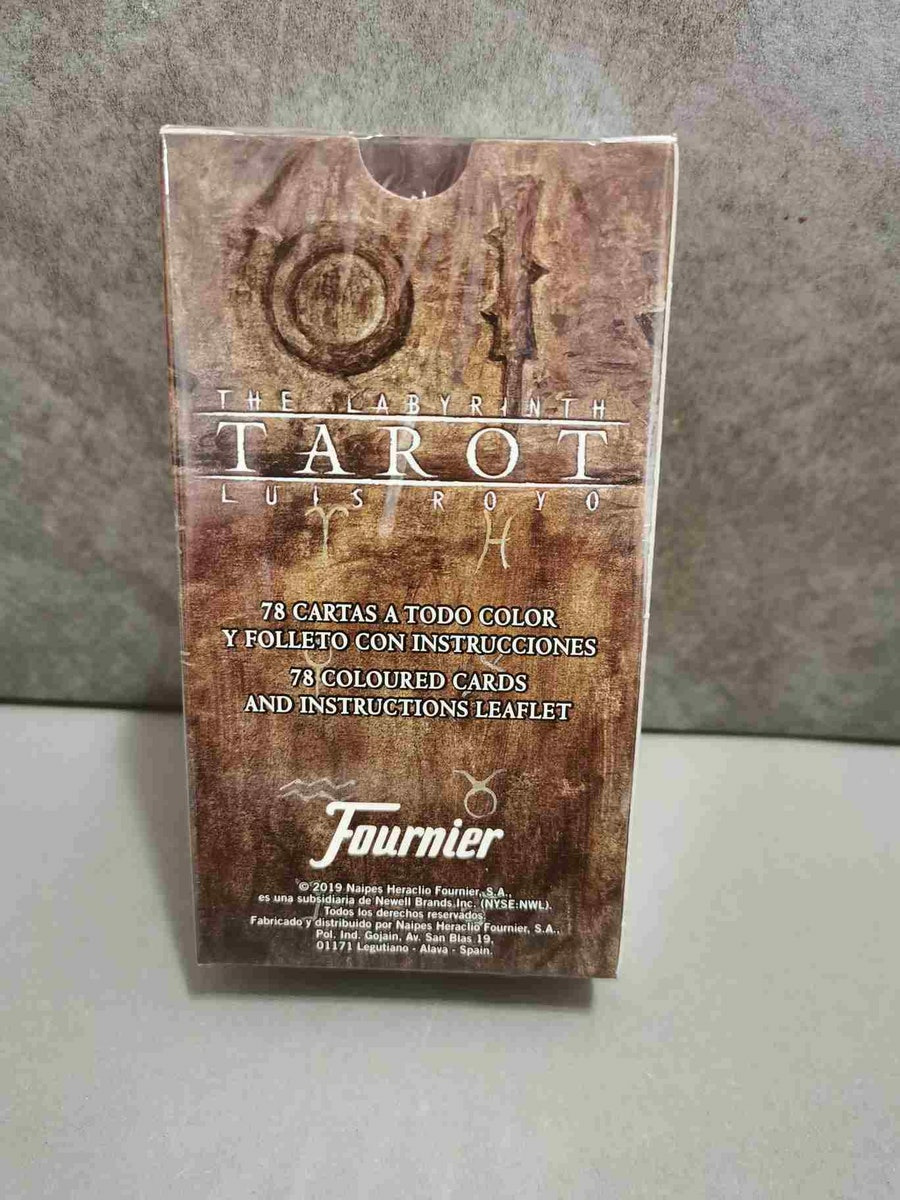 THE LABYRINTH
TAROT
LUIS ROYO
78 CARTAS A TODO COLOR
Y FOLLETO CON INSTRUCCIONES
78 COLOURED CARDS
AND INSTRUCTIONS LEAFLET
Fournier
© 2019 Naipes Heraclio Fournier, S.A.,
es una subsidiaria de Newell Brands Inc. (NYSE:NWL).
Todos los derechos reservados.
Fabricado y distribuido por Naipes Heraclio Fournier, S.A..
Pol. Ind. Gojain, Av. San Blas 19,
01171 Legutiano - Alava - Spain.